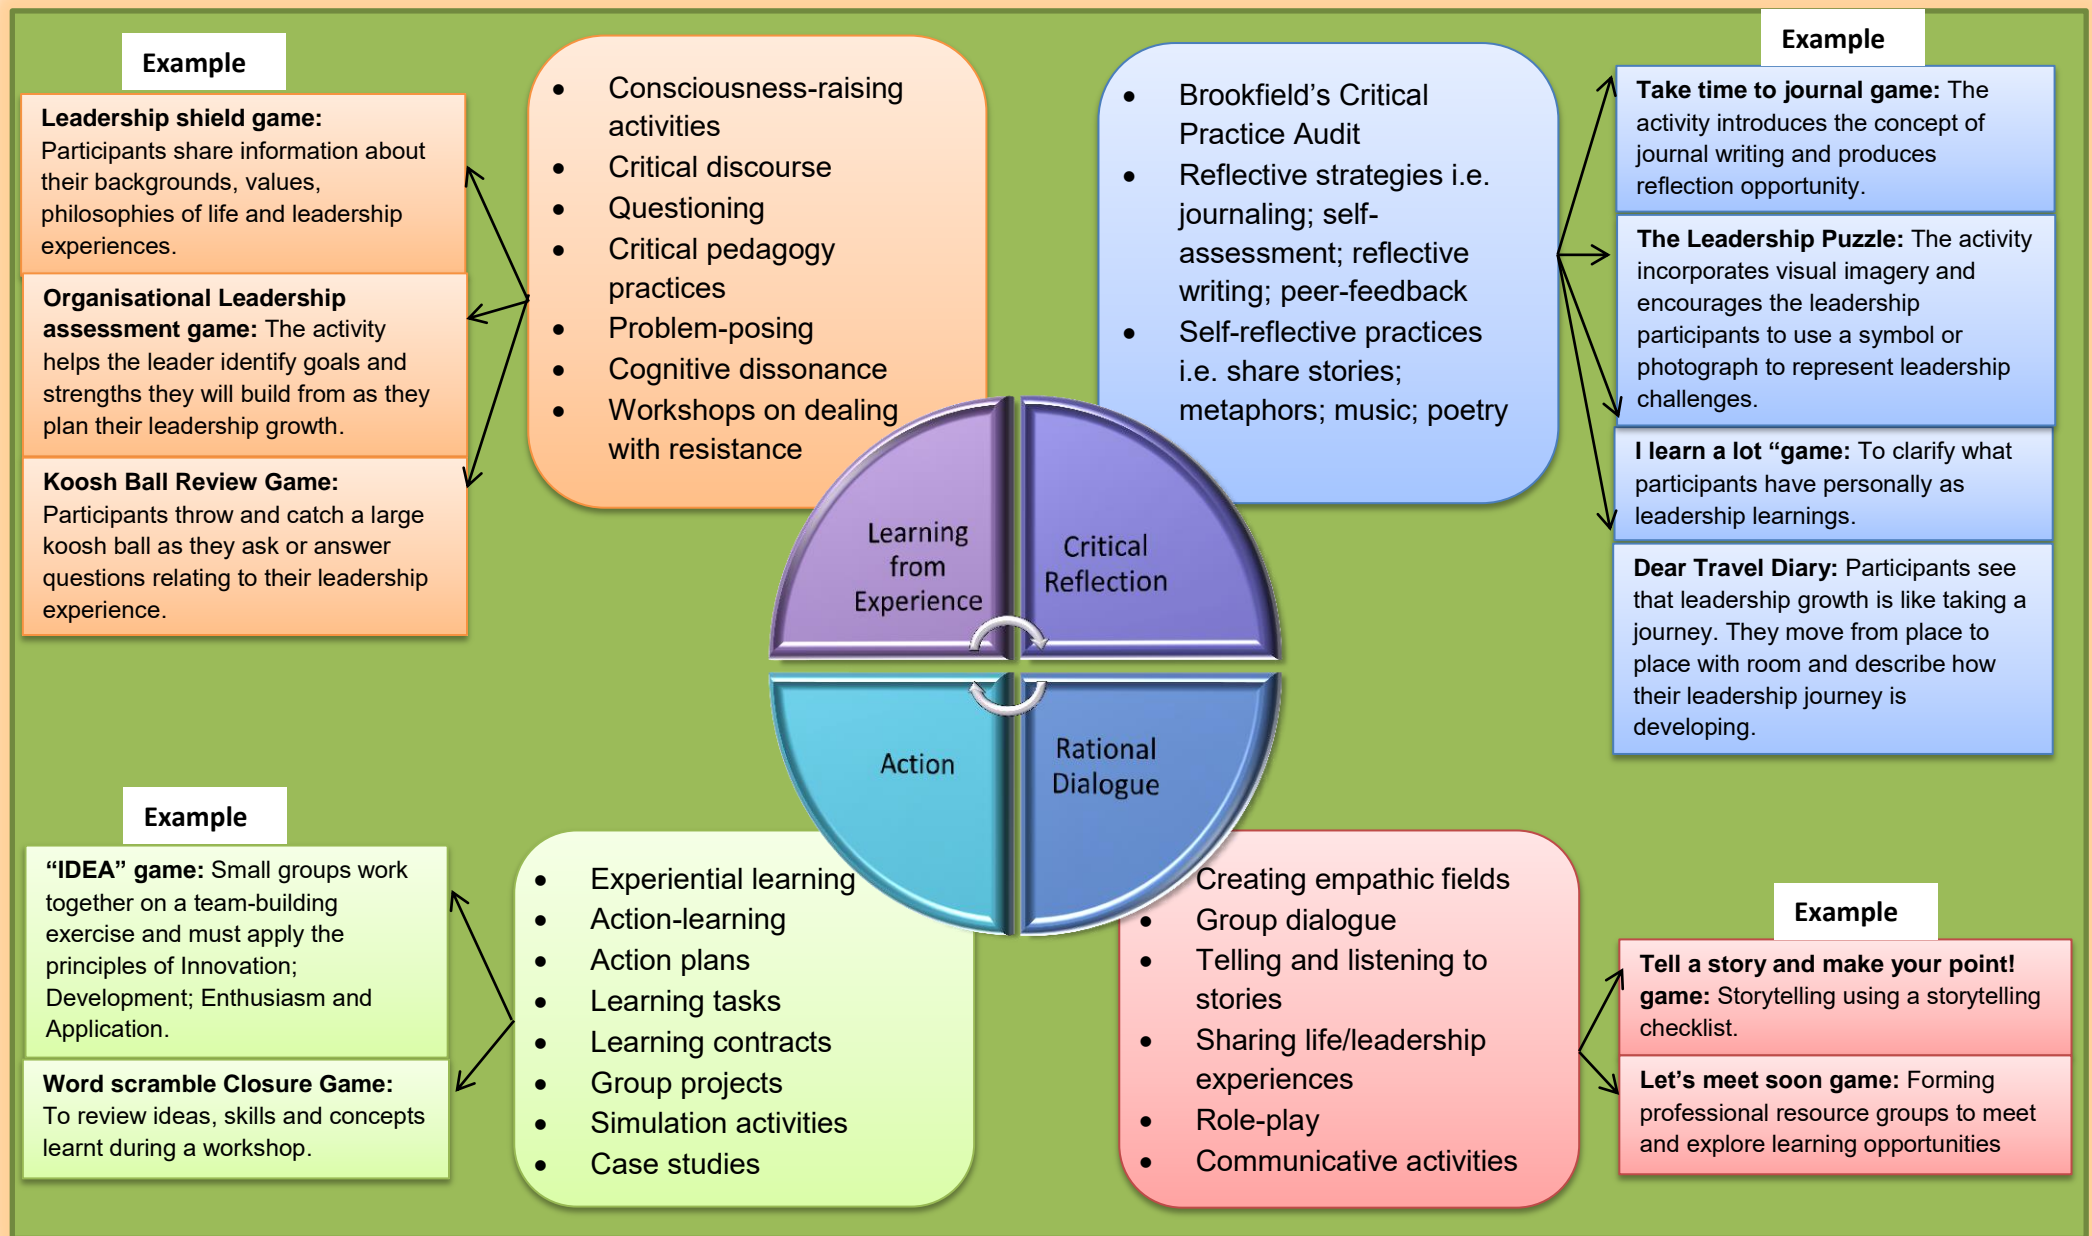 Example
Leadership shield game:
Participants share information about
their backgrounds, values,
philosophies of life and leadership
experiences.
Organisational Leadership
assessment game: The activity
helps the leader identify goals and
strengths they will build from as they
plan their leadership growth.
Koosh Ball Review Game:
Participants throw and catch a large
koosh ball as they ask or answer
questions relating to their leadership
experience.
• Consciousness-raising
activities
• Critical discourse
• Questioning
• Critical pedagogy
practices
• Problem-posing
• Cognitive dissonance
• Workshops on dealing
with resistance
• Brookfield’s Critical
Practice Audit
• Reflective strategies i.e.
journaling; self-
assessment; reflective
writing; peer-feedback
• Self-reflective practices
i.e. share stories;
metaphors; music; poetry
Example
Take time to journal game: The
activity introduces the concept of
journal writing and produces
reflection opportunity.
The Leadership Puzzle: The activity
incorporates visual imagery and
encourages the leadership
participants to use a symbol or
photograph to represent leadership
challenges.
I learn a lot “game: To clarify what
participants have personally as
leadership learnings.
Dear Travel Diary: Participants see
that leadership growth is like taking a
journey. They move from place to
place with room and describe how
their leadership journey is
developing.
Learning
from
Experience
Critical
Reflection
Action
Rational
Dialogue
Example
“IDEA” game: Small groups work
together on a team-building
exercise and must apply the
principles of Innovation;
Development; Enthusiasm and
Application.
Word scramble Closure Game:
To review ideas, skills and concepts
learnt during a workshop.
• Experiential learning
• Action-learning
• Action plans
• Learning tasks
• Learning contracts
• Group projects
• Simulation activities
• Case studies
Creating empathic fields
• Group dialogue
• Telling and listening to
stories
• Sharing life/leadership
experiences
• Role-play
• Communicative activities
Example
Tell a story and make your point!
game: Storytelling using a storytelling
checklist.
Let’s meet soon game: Forming
professional resource groups to meet
and explore learning opportunities